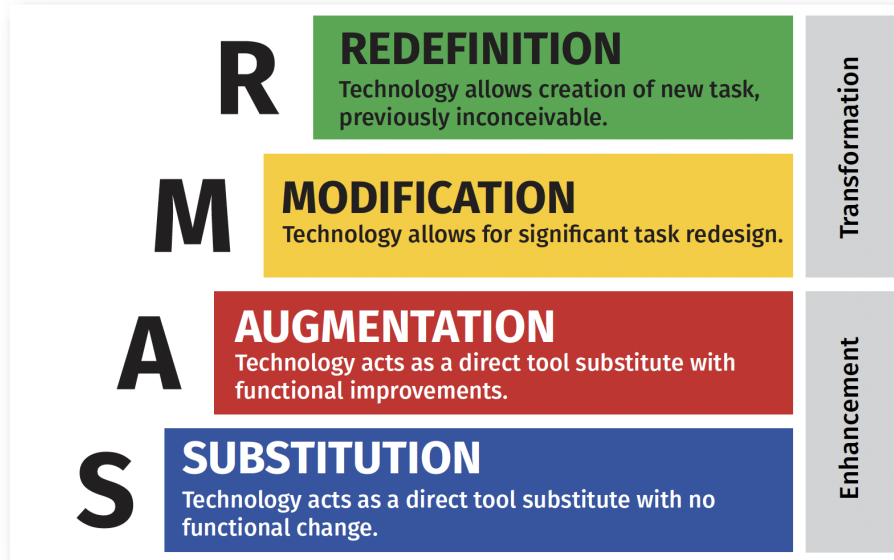 R
REDEFINITION
Technology allows creation of new task,
previously inconceivable.
Transformation
M
MODIFICATION
Technology allows for significant task redesign.
A
AUGMENTATION
Technology acts as a direct tool substitute with
functional improvements.
Enhancement
S
SUBSTITUTION
Technology acts as a direct tool substitute with no
functional change.